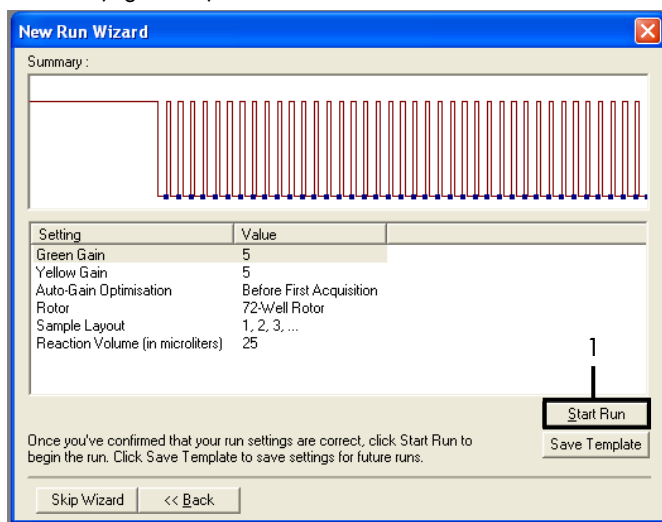 New Run Wizard
Summary :
Setting Value
Green Gain 5
Yellow Gain 5
Auto-Gain Optimisation Before First Acquisition
Rotor 72-Well Rotor
Sample Layout 1, 2, 3, ...
Reaction Volume (in microliters) 25
1
Start Run
Once you've confirmed that your run settings are correct, click Start Run to
begin the run. Click Save Template to save settings for future runs.
Save Template
Skip Wizard << Back